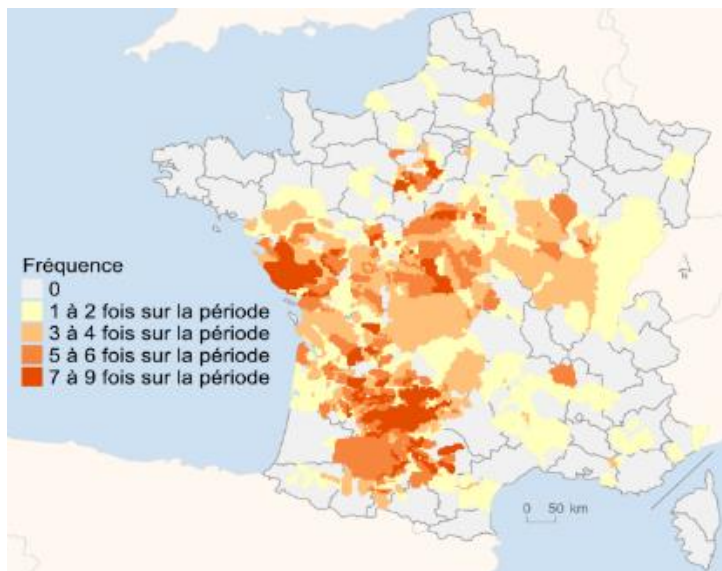 Fréquence
0
1 à 2 fois sur la période
3 à 4 fois sur la période
5 à 6 fois sur la période
7 à 9 fois sur la période
N
0 50 km